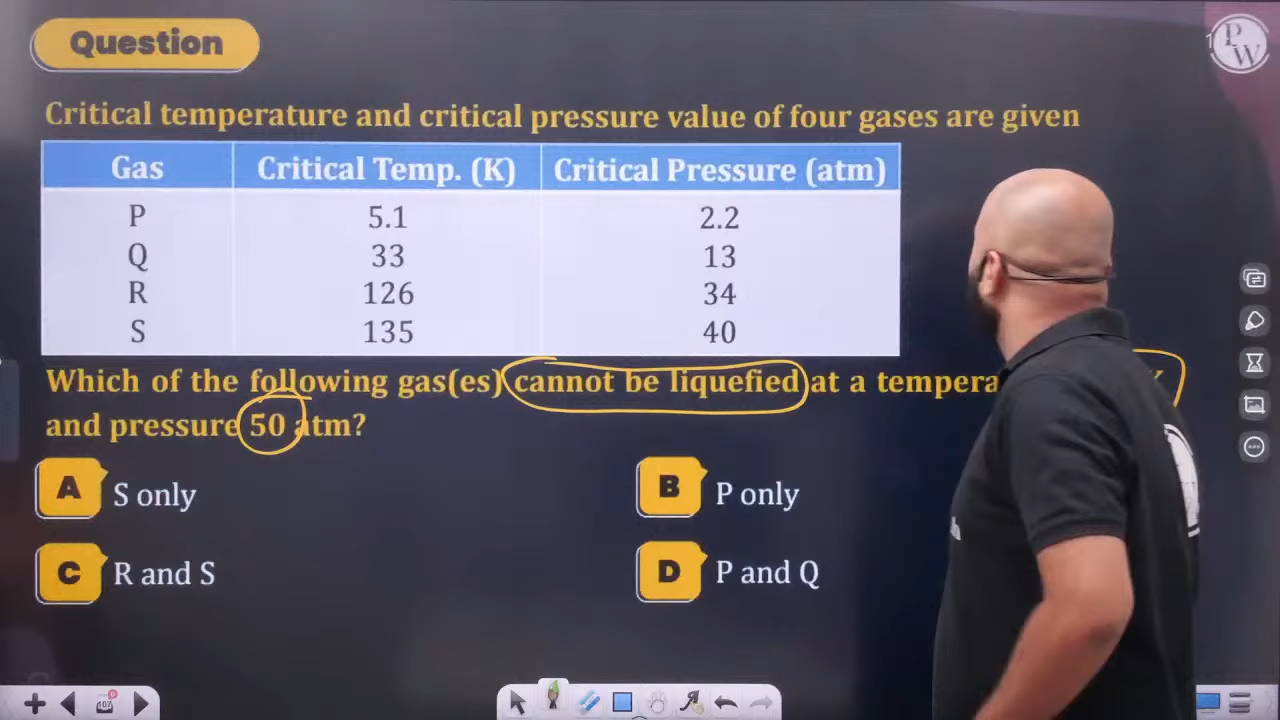 Question
PW
Critical temperature and critical pressure value of four gases are given
Gas Critical Temp. (K) Critical Pressure (atm)
P 5.1 2.2
Q 33 13
R 126 34
S 135 40
Which of the following gas(es) cannot be liquefied at a
and pressure 50 atm?
A S only
B P only
C R and S
D P and Q